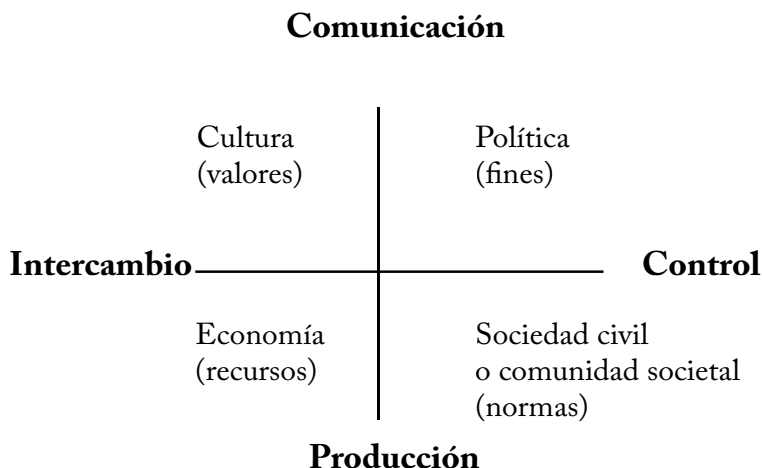 Comunicación
Cultura
(valores)
Política
(fines)
Intercambio
Control
Economía
(recursos)
Sociedad civil
o comunidad societal
(normas)
Producción